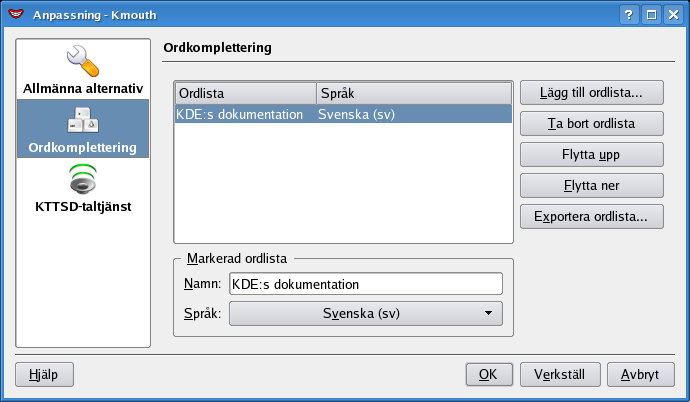 Anpassning - Kmouth
Allmänna alternativ
Ordkomplettering
KTTSD-taltjänst
Ordkomplettering
Ordlista Språk
KDE:s dokumentation Svenska (sv)
Lägg till ordlista...
Ta bort ordlista
Flytta upp
Flytta ner
Exportera ordlista...
Markerad ordlista
Namn: KDE:s dokumentation
Språk: Svenska (sv)
Hjälp OK Verkställ Avbryt